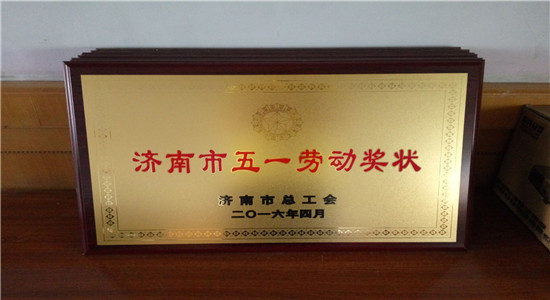 济南市五一劳动奖状
济南市总工会
二〇一六年四月